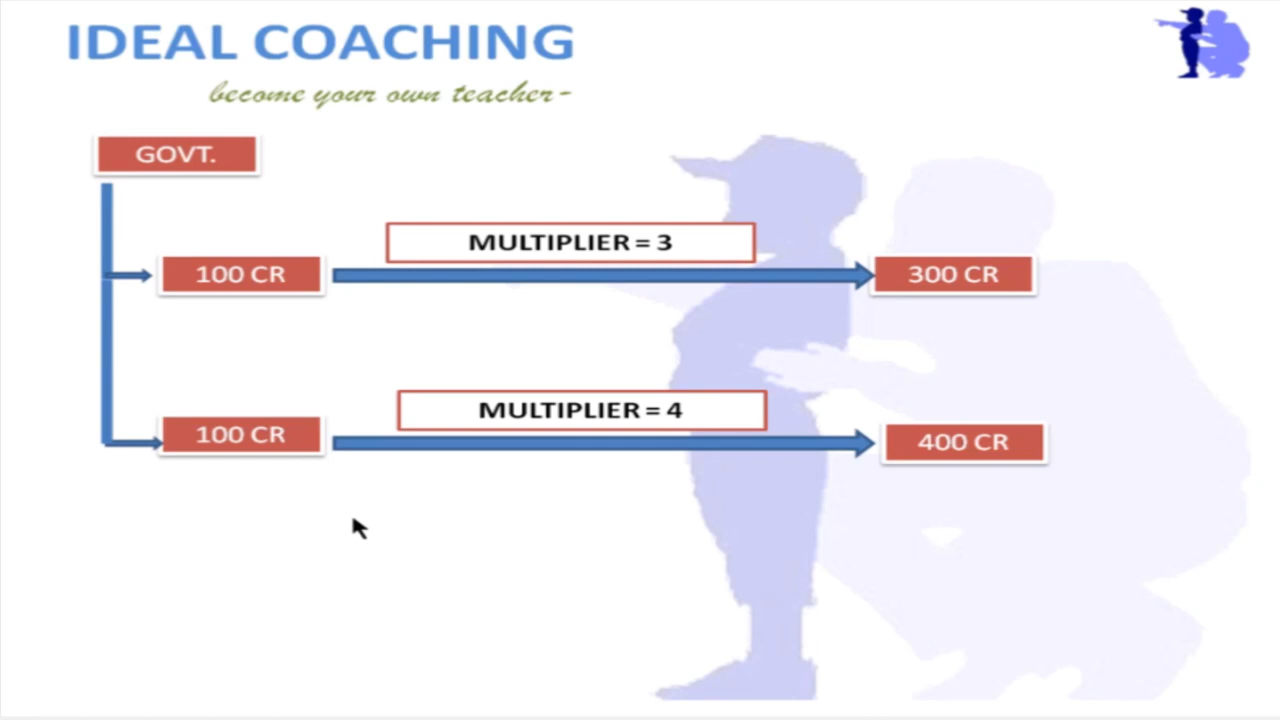 IDEAL COACHING
become your own teacher-
GOVT.
MULTIPLIER = 3
100 CR
300 CR
MULTIPLIER = 4
100 CR
400 CR